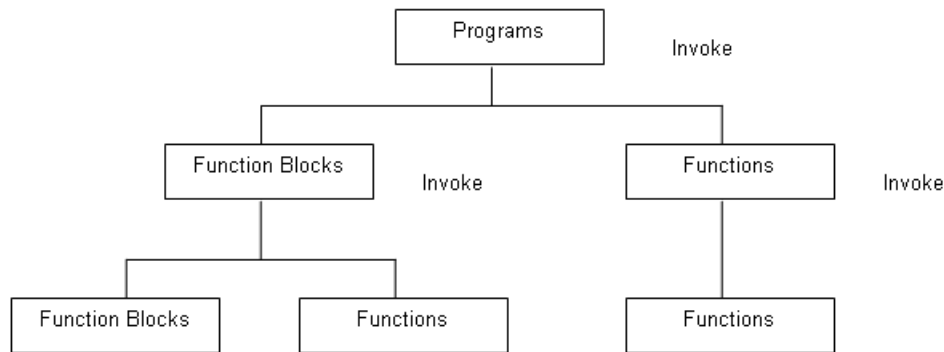 Programs
Invoke
Function Blocks
Invoke
Functions
Invoke
Function Blocks
Functions
Functions